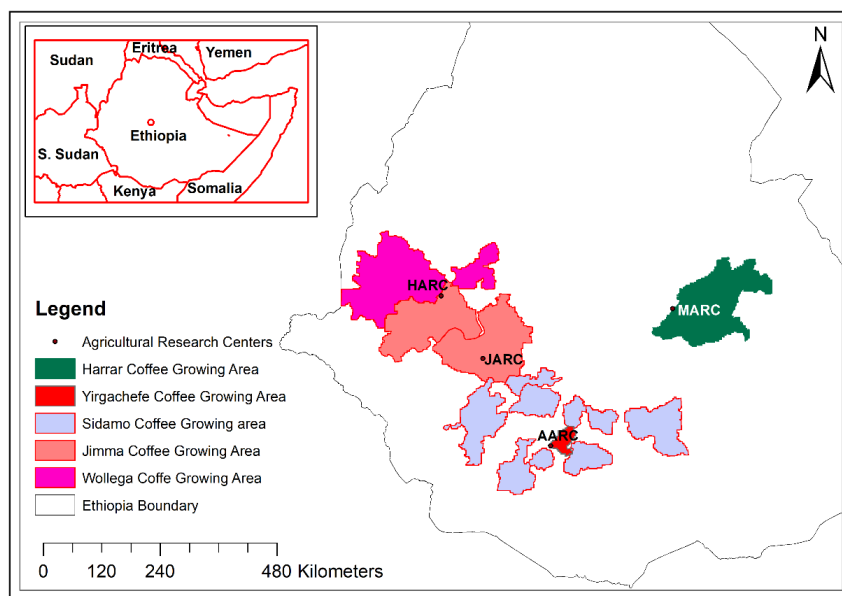 Sudan
Eritrea
Yemen
Ethiopia
S. Sudan
Kenya
Somalia
N
HARC
MARC
JARC
AARC
Legend
Agricultural Research Centers
Harrar Coffee Growing Area
Yirgachefe Coffee Growing Area
Sidamo Coffee Growing area
Jimma Coffee Growing Area
Wollega Coffe Growing Area
Ethiopia Boundary
0 120 240 480 Kilometers